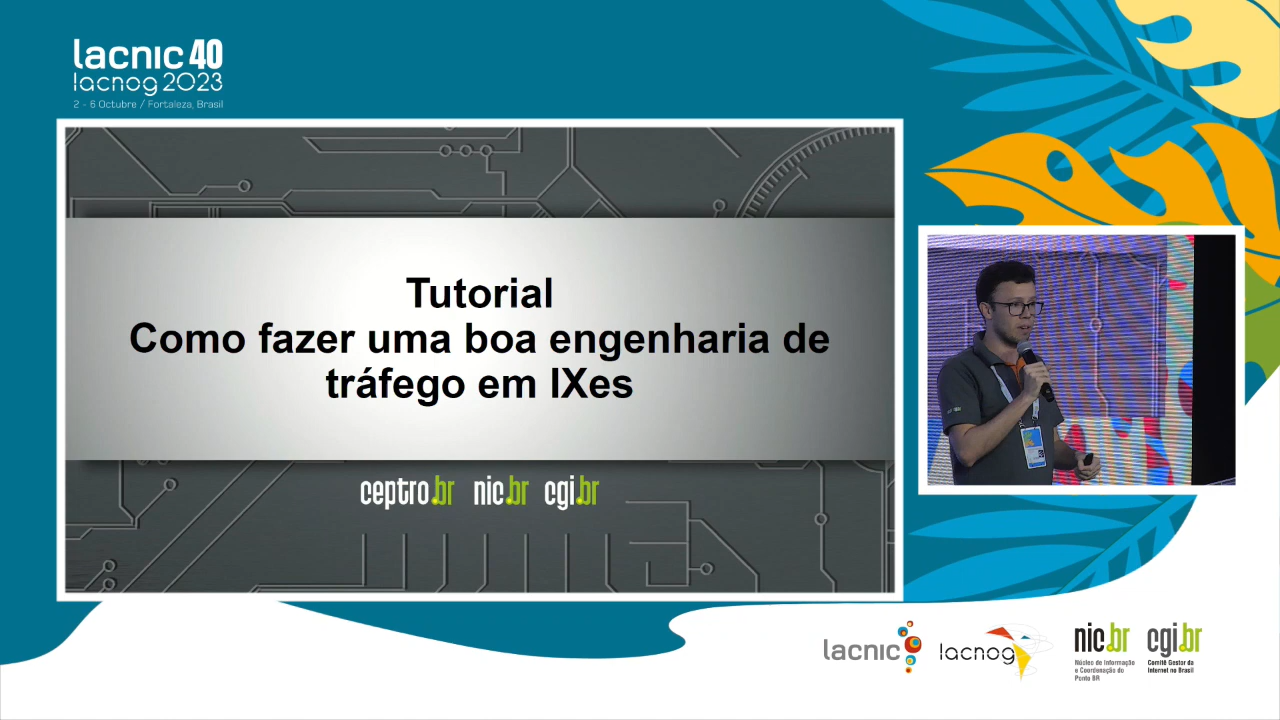 lacnic 40
lacnog 2023
2 - 6 Octubre / Fortaleza, Brasil
Tutorial
Como fazer uma boa engenharia de
tráfego em IXes
ceptro.br nic.br cgi.br
lacnic
lacnog
nic.br
Núcleo de Informação
e Coordenação do
Ponto BR
cgi.br
Comitê Gestor da
Internet no Brasil